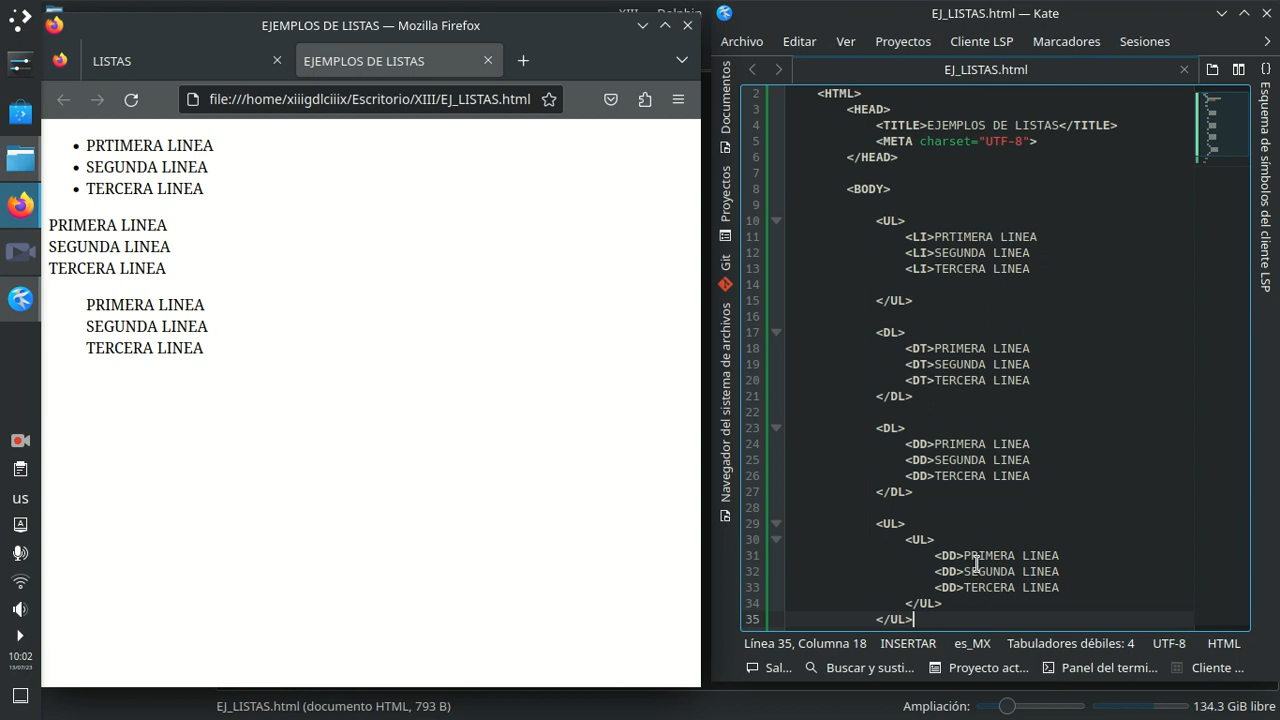 EJEMPLOS DE LISTAS — Mozilla Firefox
LISTAS
EJEMPLOS DE LISTAS
file:///home/xiiigdlciiix/Escritorio/XIII/EJ_LISTAS.html
• PRTIMERA LINEA
• SEGUNDA LINEA
• TERCERA LINEA
PRIMERA LINEA
SEGUNDA LINEA
TERCERA LINEA
PRIMERA LINEA
SEGUNDA LINEA
TERCERA LINEA
us
10:02
13/07/23
EJ_LISTAS.html — Kate
Archivo Editar Ver Proyectos Cliente LSP Marcadores Sesiones
EJ_LISTAS.html
Documentos
Proyectos
Git
Navegador del sistema de archivos
2 <HTML>
3 <HEAD>
4 <TITLE>EJEMPLOS DE LISTAS</TITLE>
5 <META charset="UTF-8">
6 </HEAD>
7
8 <BODY>
9
10 <UL>
11 <LI>PRTIMERA LINEA
12 <LI>SEGUNDA LINEA
13 <LI>TERCERA LINEA
14
15 </UL>
16
17 <DL>
18 <DT>PRIMERA LINEA
19 <DT>SEGUNDA LINEA
20 <DT>TERCERA LINEA
21 </DL>
22
23 <DL>
24 <DD>PRIMERA LINEA
25 <DD>SEGUNDA LINEA
26 <DD>TERCERA LINEA
27 </DL>
28
29 <UL>
30 <UL>
31 <DD>PRIMERA LINEA
32 <DD>SEGUNDA LINEA
33 <DD>TERCERA LINEA
34 </UL>
35 </UL>
Esquema de símbolos del cliente LSP
Línea 35, Columna 18 INSERTAR es_MX Tabuladores débiles: 4 UTF-8 HTML
Sal... Buscar y susti... Proyecto act... Panel del termi... Cliente ...
EJ_LISTAS.html (documento HTML, 793 B)
Ampliación: 134.3 GiB libre